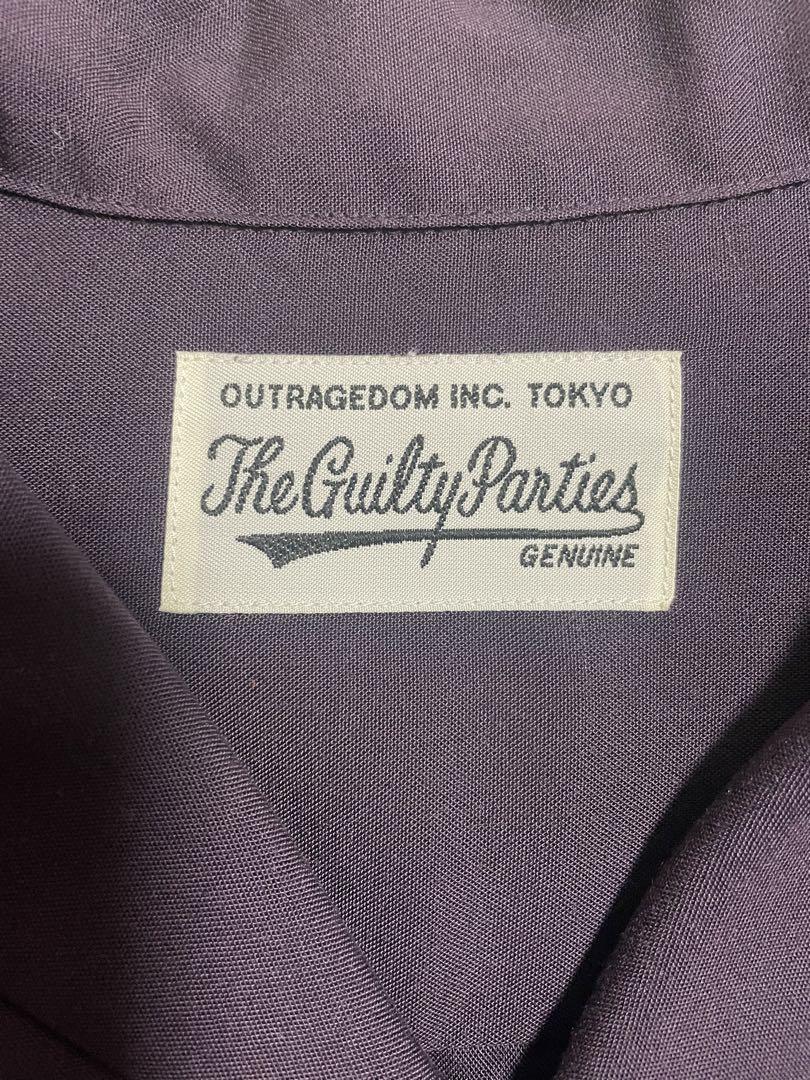 OUTRAGEDOM INC. TOKYO
The Guilty Parties
GENUINE